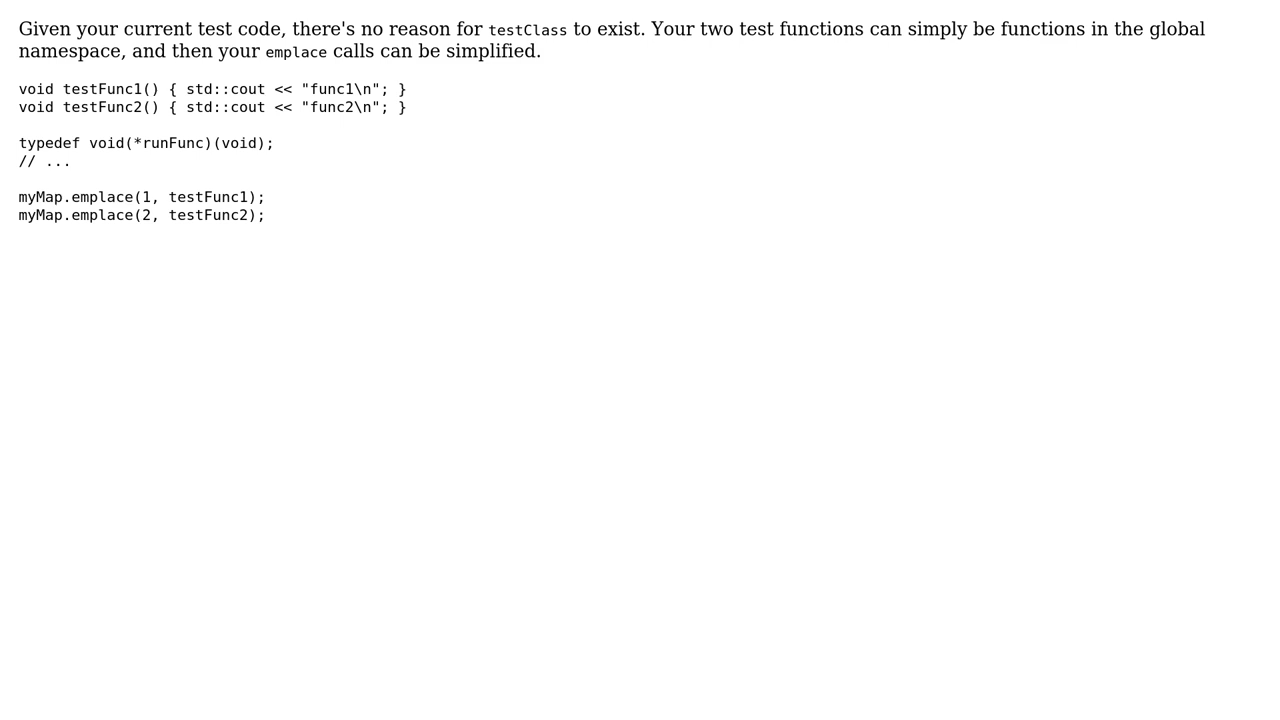 Given your current test code, there's no reason for testClass to exist. Your two test functions can simply be functions in the global
namespace, and then your emplace calls can be simplified.
void testFunc1() { std::cout << "func1\n"; }
void testFunc2() { std::cout << "func2\n"; }
typedef void(*runFunc)(void);
// ...
myMap.emplace(1, testFunc1);
myMap.emplace(2, testFunc2);